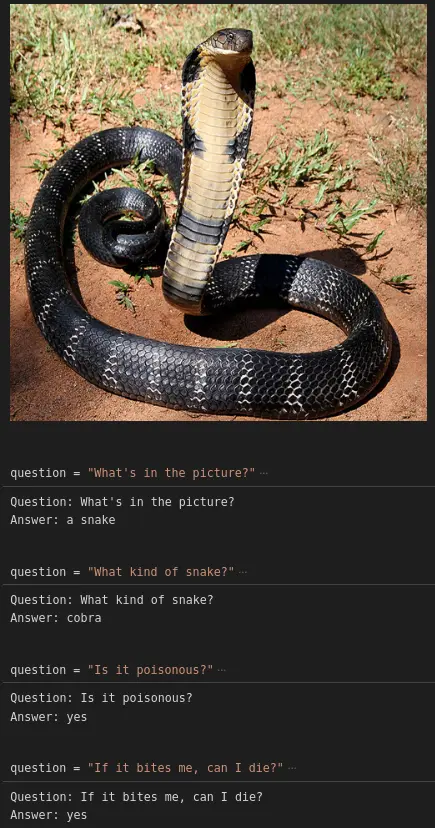 question = "What's in the picture?" ···
Question: What's in the picture?
Answer: a snake
question = "What kind of snake?" ···
Question: What kind of snake?
Answer: cobra
question = "Is it poisonous?" ···
Question: Is it poisonous?
Answer: yes
question = "If it bites me, can I die?" ···
Question: If it bites me, can I die?
Answer: yes